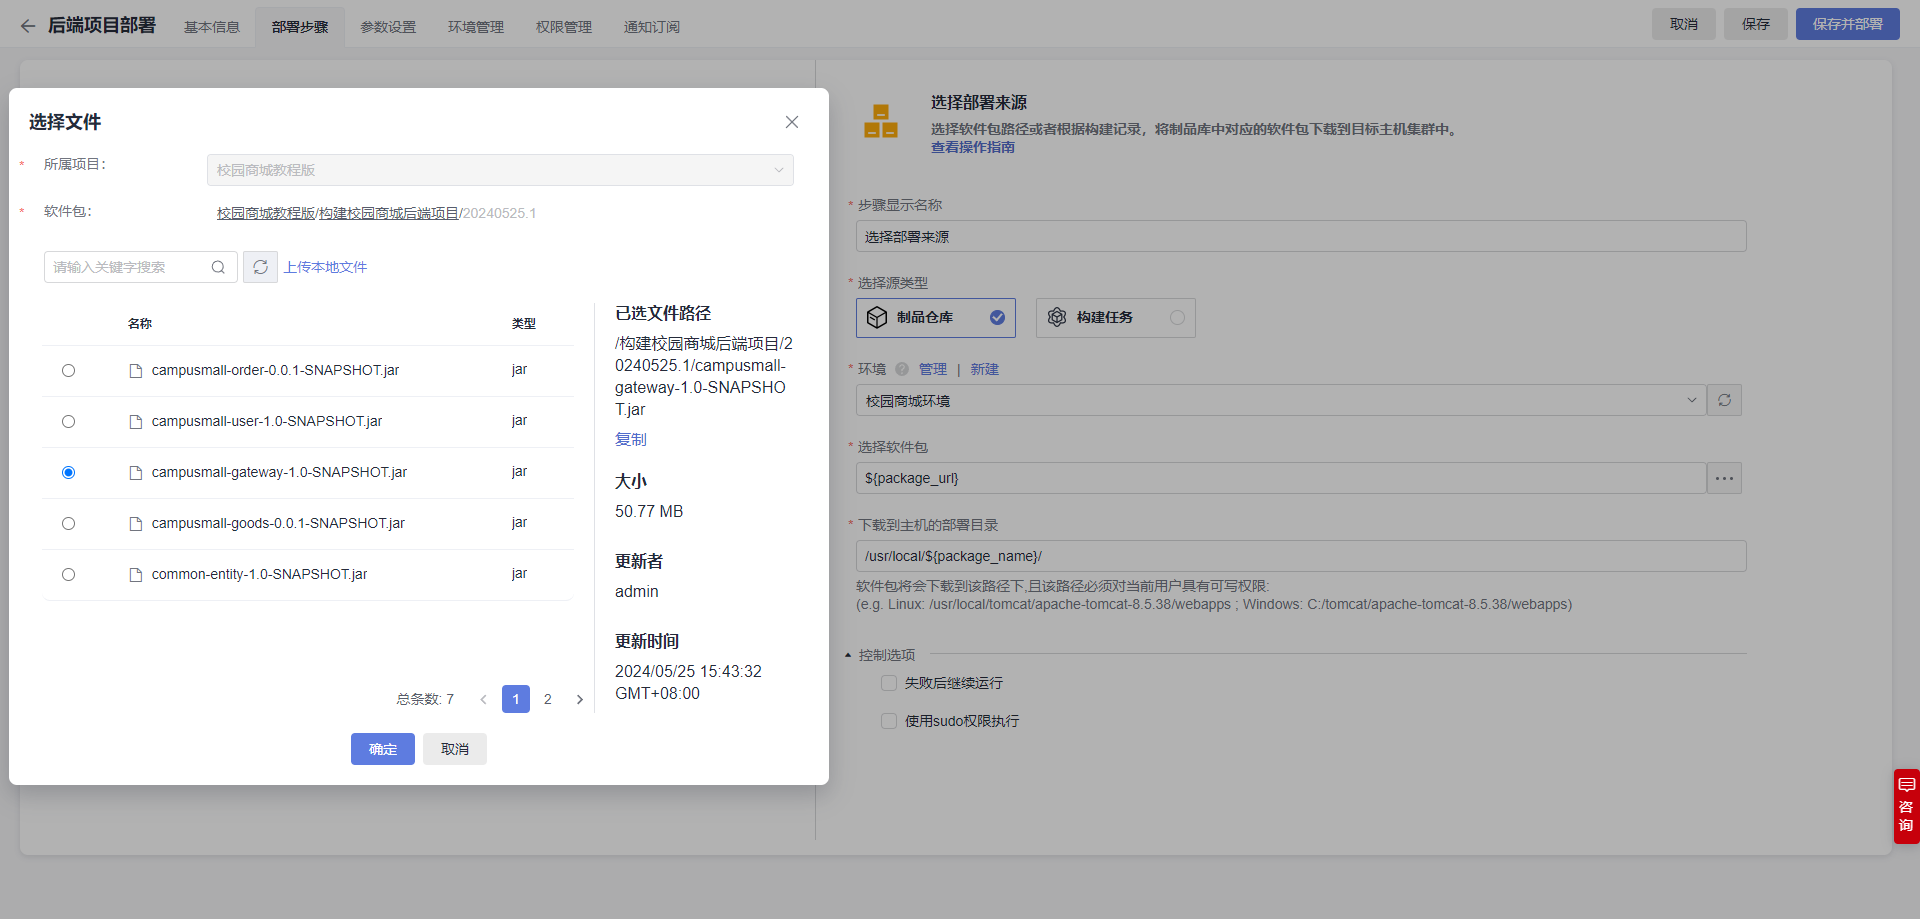 后端项目部署
基本信息
部署步骤
参数设置
环境管理
权限管理
通知订阅
取消
保存
保存并部署
选择文件
* 所属项目：
校园商城教程版
* 软件包：
校园商城教程版/构建校园商城后端项目/20240525.1
请输入关键字搜索
上传本地文件
名称
类型
campusmall-order-0.0.1-SNAPSHOT.jar
jar
campusmall-user-1.0-SNAPSHOT.jar
jar
campusmall-gateway-1.0-SNAPSHOT.jar
jar
campusmall-goods-0.0.1-SNAPSHOT.jar
jar
common-entity-1.0-SNAPSHOT.jar
jar
总条数: 7
1
2
已选文件路径
/构建校园商城后端项目/2
0240525.1/campusmall-
gateway-1.0-SNAPSHO
T.jar
复制
大小
50.77 MB
更新者
admin
更新时间
2024/05/25 15:43:32
GMT+08:00
确定
取消
选择部署来源
选择软件包路径或者根据构建记录，将制品库中对应的软件包下载到目标主机集群中。
查看操作指南
* 步骤显示名称
选择部署来源
* 选择源类型
制品仓库
构建任务
* 环境 ? 管理 | 新建
校园商城环境
* 选择软件包
${package_url}
...
* 下载到主机的部署目录
/usr/local/${package_name}/
软件包将会下载到该路径下,且该路径必须对当前用户具有可写权限:
(e.g. Linux: /usr/local/tomcat/apache-tomcat-8.5.38/webapps ; Windows: C:/tomcat/apache-tomcat-8.5.38/webapps)
控制选项
失败后继续运行
使用sudo权限执行
咨
询